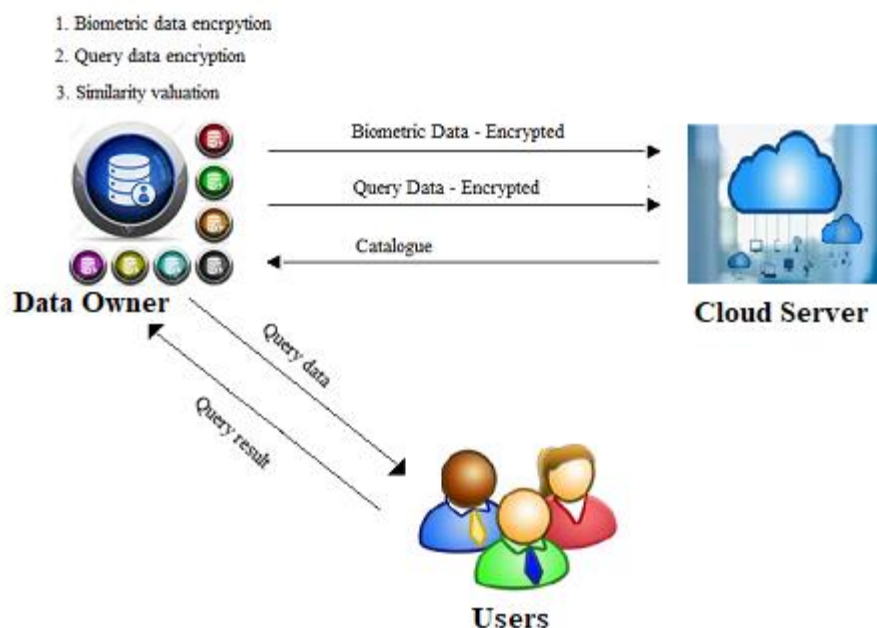 1. Biometric data encrpytion
2. Query data encryption
3. Similarity valuation
Biometric Data - Encrypted
Query Data - Encrypted
Catalogue
Data Owner
Cloud Server
Query data
Query result
Users